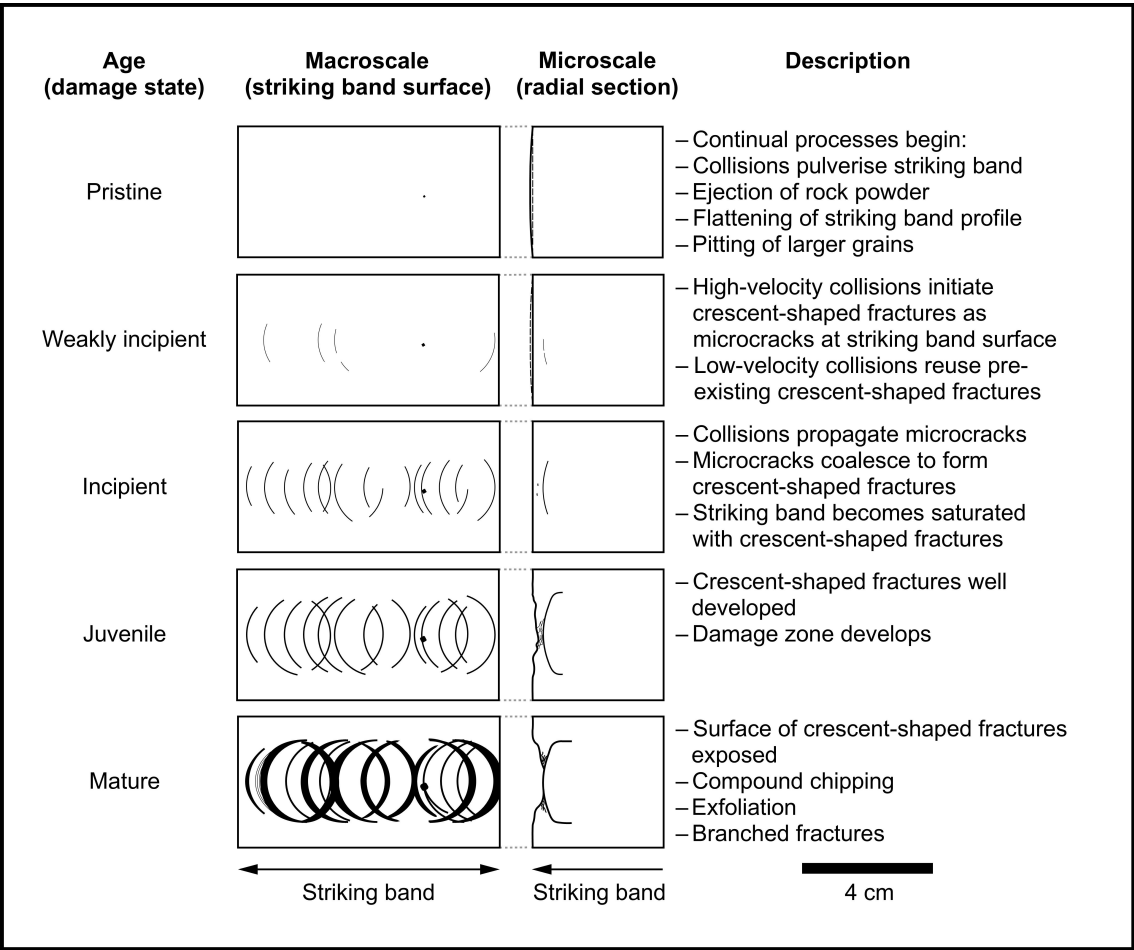 Age
(damage state)
Macroscale
(striking band surface)
Microscale
(radial section)
Description
Pristine
– Continual processes begin:
– Collisions pulverise striking band
– Ejection of rock powder
– Flattening of striking band profile
– Pitting of larger grains
Weakly incipient
– High-velocity collisions initiate
crescent-shaped fractures as
microcracks at striking band surface
– Low-velocity collisions reuse pre-
existing crescent-shaped fractures
Incipient
– Collisions propagate microcracks
– Microcracks coalesce to form
crescent-shaped fractures
– Striking band becomes saturated
with crescent-shaped fractures
Juvenile
– Crescent-shaped fractures well
developed
– Damage zone develops
Mature
– Surface of crescent-shaped fractures
exposed
– Compound chipping
– Exfoliation
– Branched fractures
Striking band
Striking band
4 cm